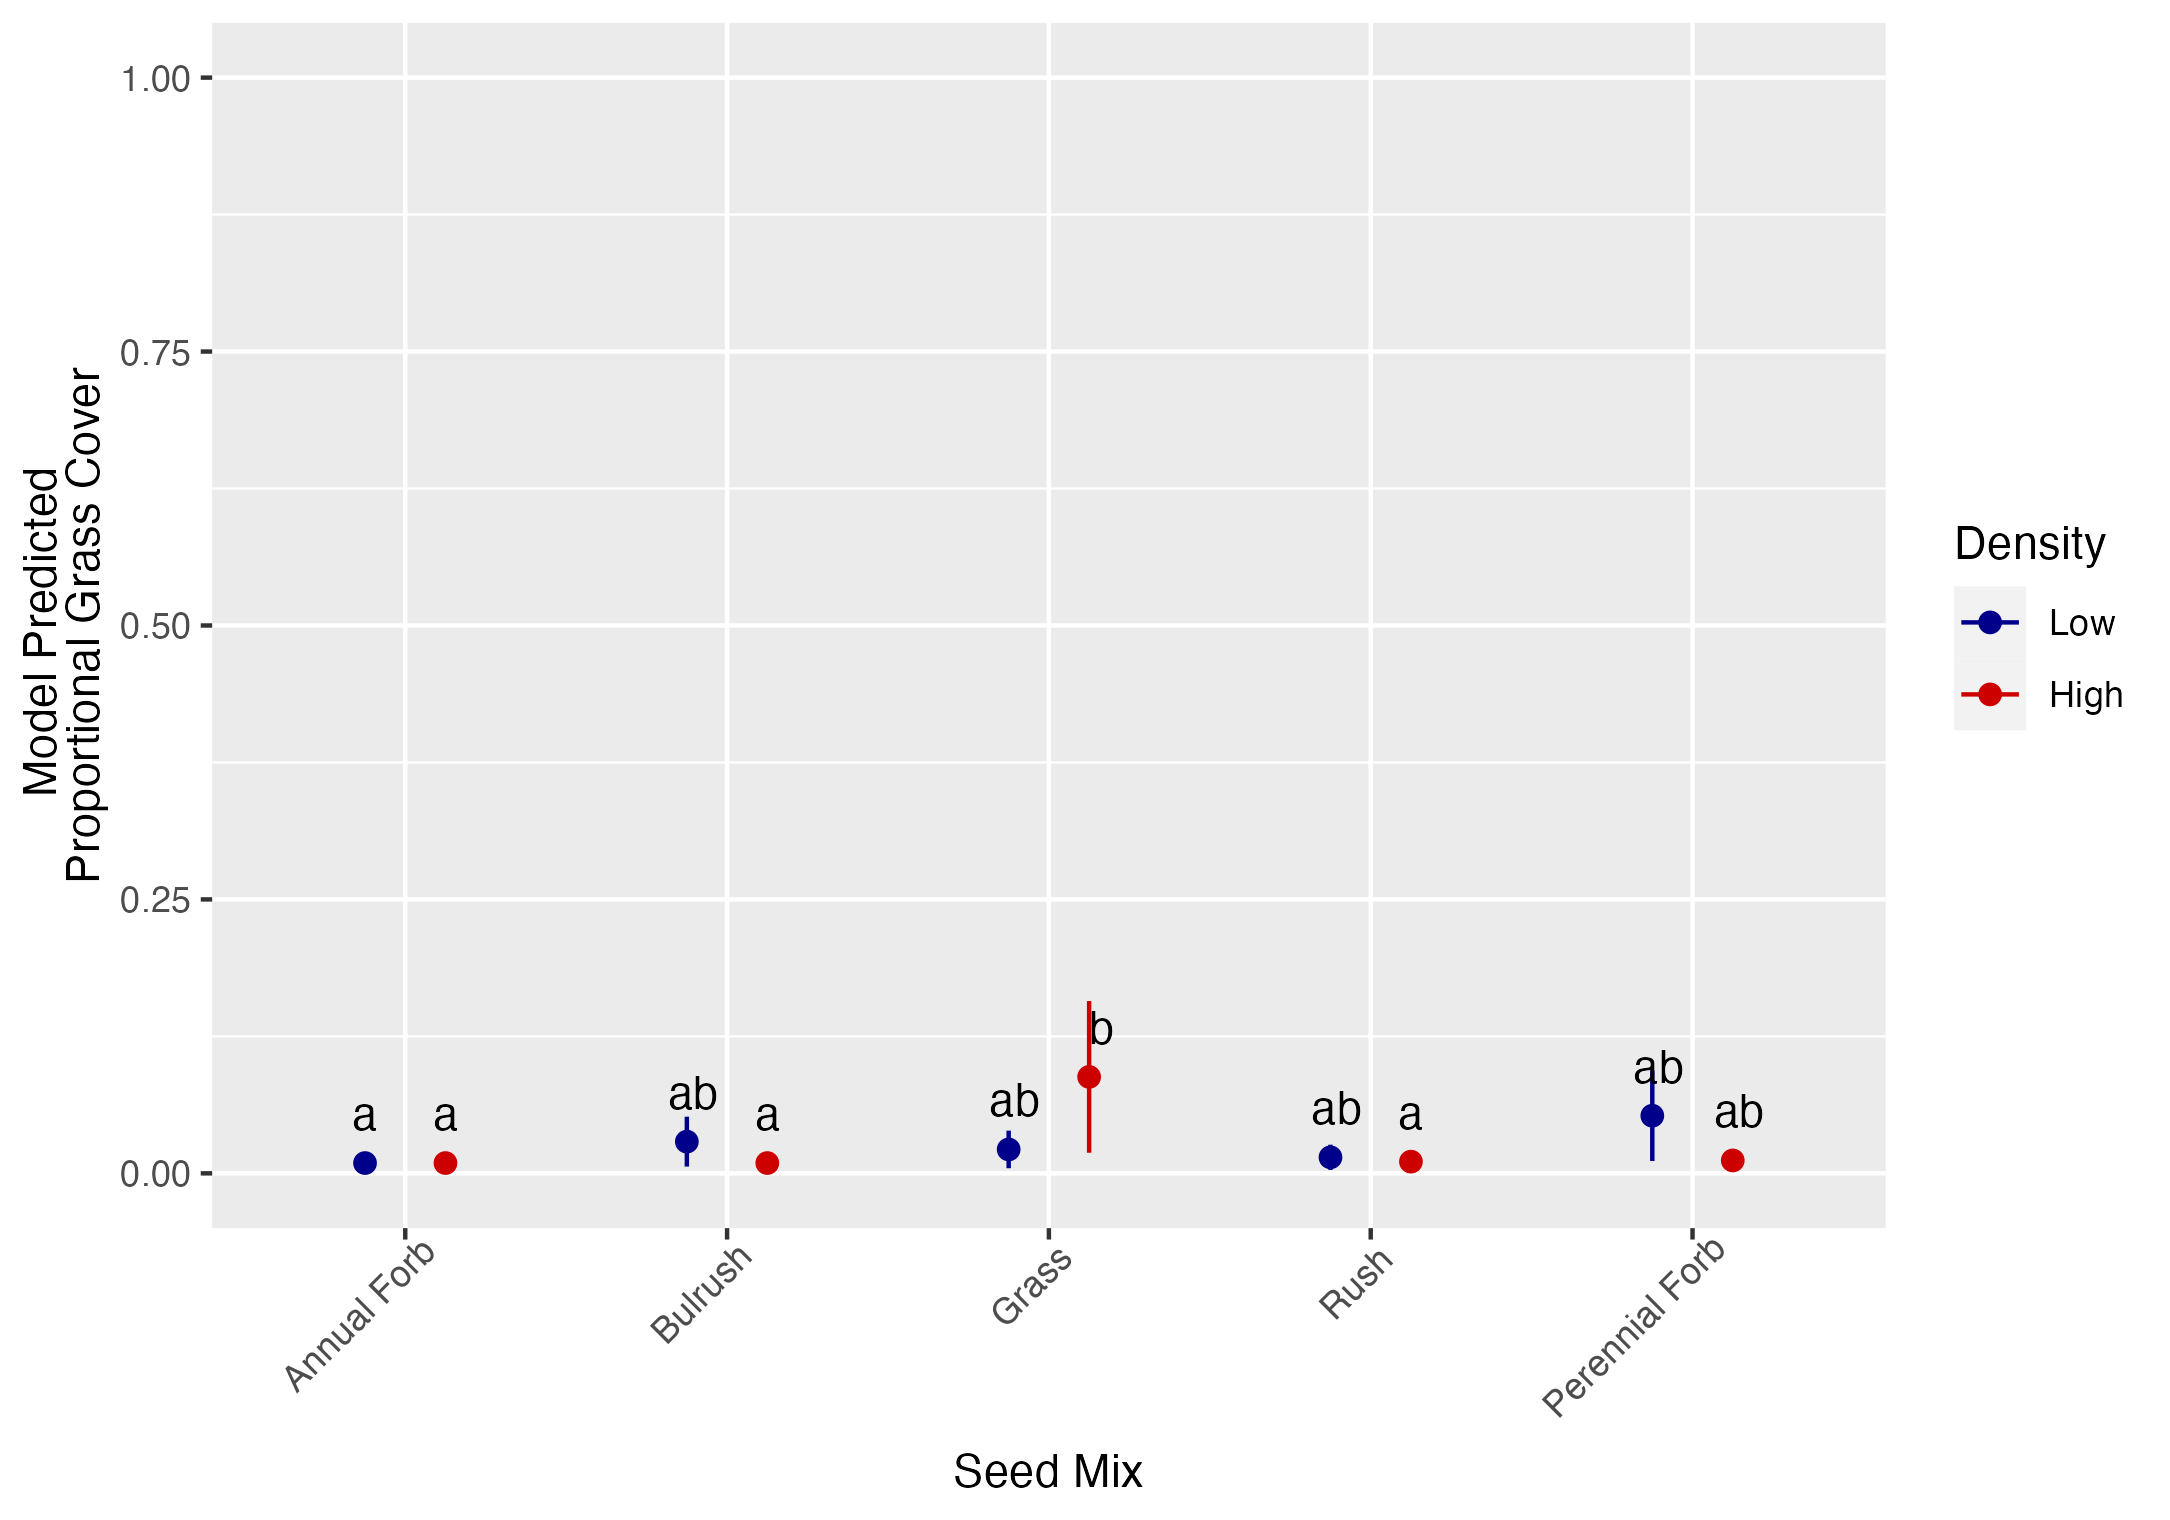 Model Predicted
Proportional Grass Cover
1.00
0.75
0.50
0.25
0.00
a
a
ab
a
ab
b
ab
a
ab
ab
Annual Forb
Bulrush
Grass
Rush
Perennial Forb
Seed Mix
Density
Low
High